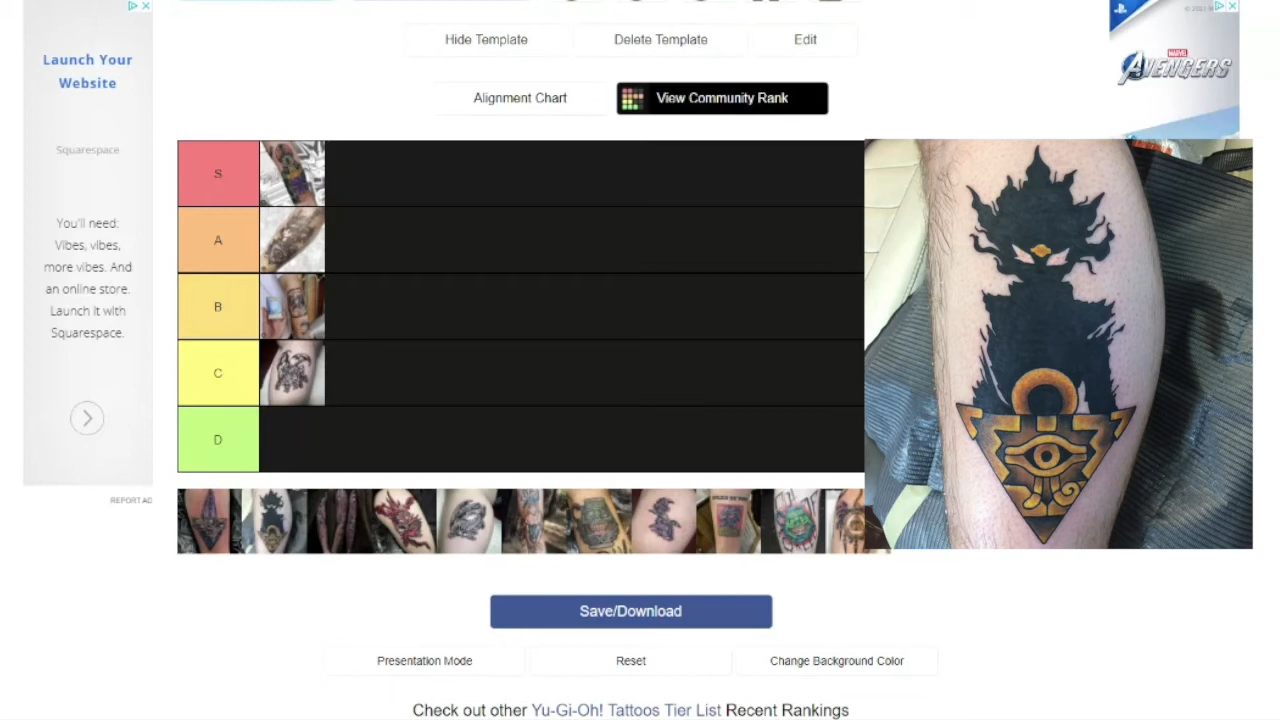 Launch Your
Website
Squarespace
You'll need:
Vibes, vibes,
more vibes. And
an online store.
Launch it with
Squarespace.
REPORT AD
Hide Template
Delete Template
Edit
Alignment Chart
View Community Rank
MARVEL
AVENGERS
S
A
B
C
D
Save/Download
Presentation Mode
Reset
Change Background Color
Check out other Yu-Gi-Oh! Tattoos Tier List Recent Rankings